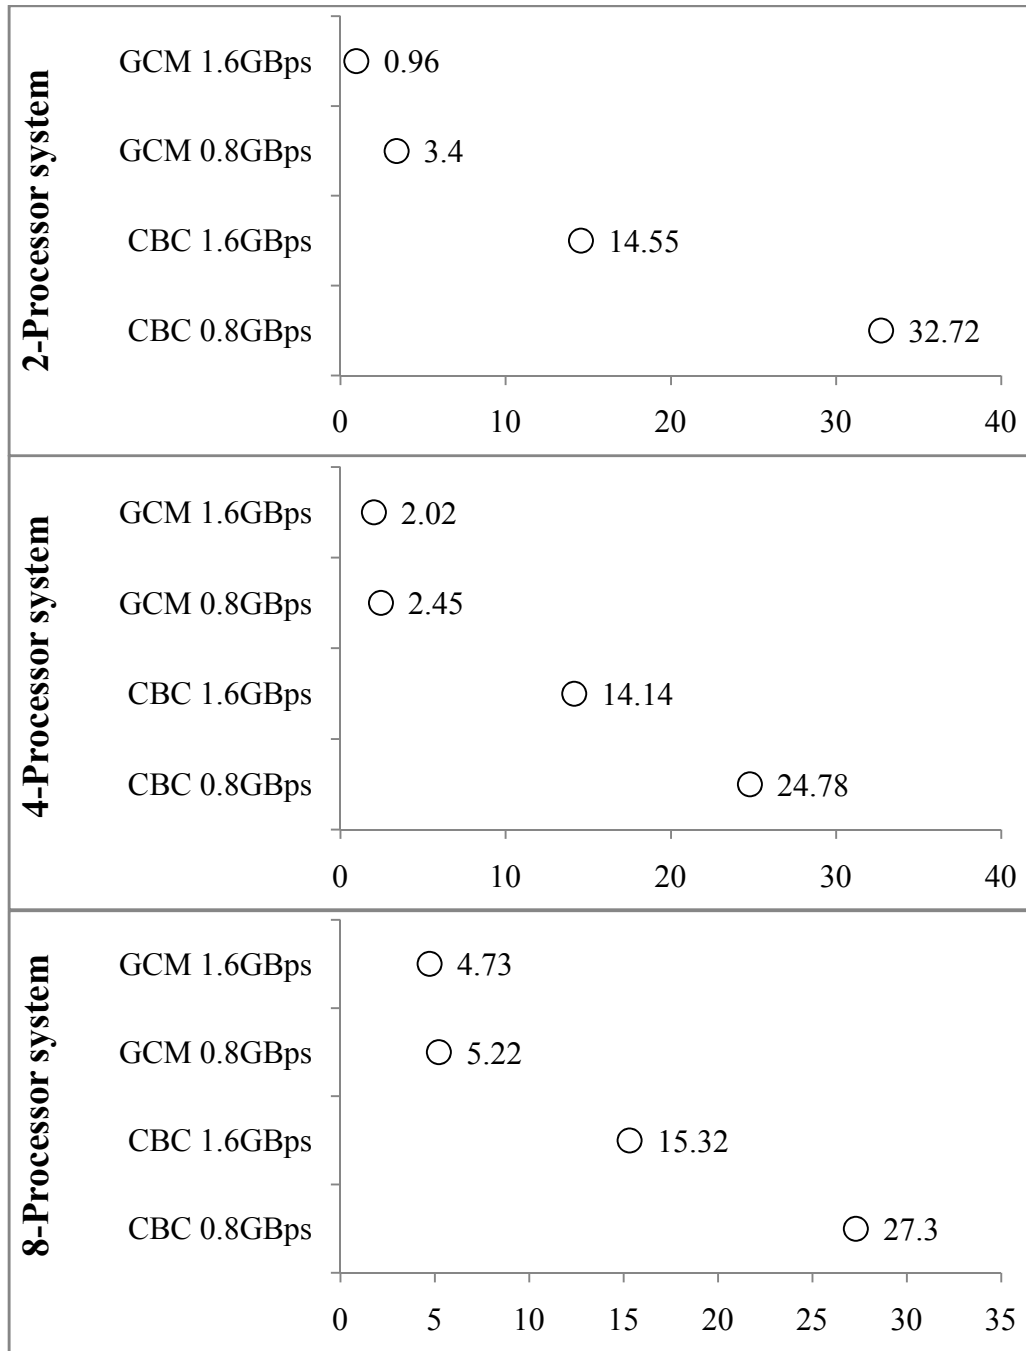 2-Processor system
GCM 1.6GBps
0.96
GCM 0.8GBps
3.4
CBC 1.6GBps
14.55
CBC 0.8GBps
32.72
0 10 20 30 40
4-Processor system
GCM 1.6GBps
2.02
GCM 0.8GBps
2.45
CBC 1.6GBps
14.14
CBC 0.8GBps
24.78
0 10 20 30 40
8-Processor system
GCM 1.6GBps
4.73
GCM 0.8GBps
5.22
CBC 1.6GBps
15.32
CBC 0.8GBps
27.3
0 5 10 15 20 25 30 35